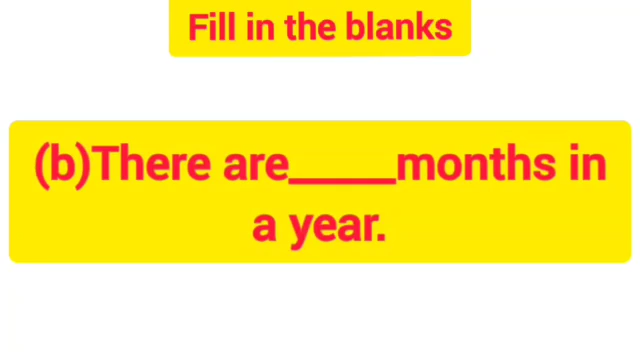 Fill in the blanks
(b)There are_____months in
a year.